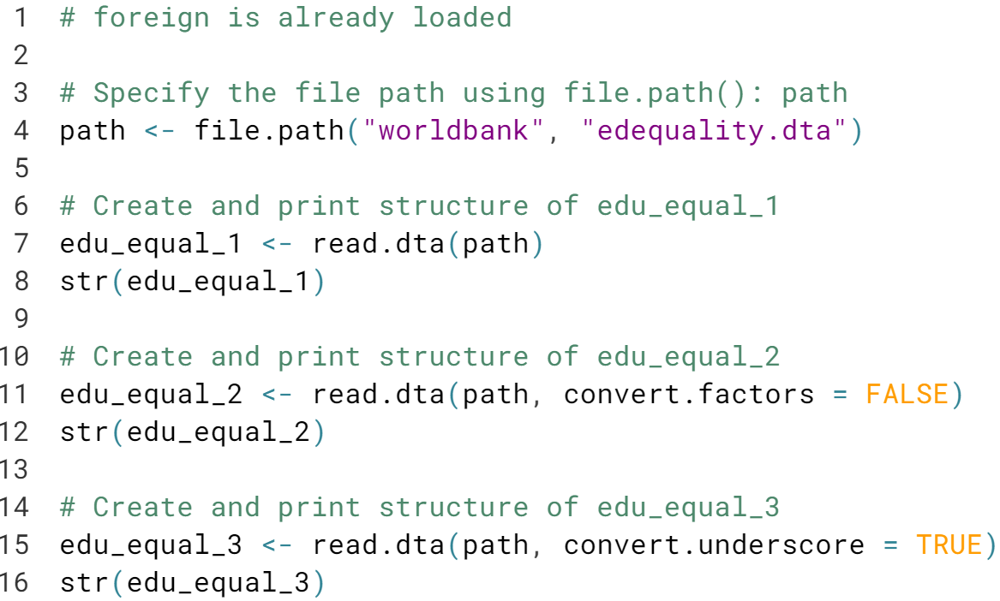 1 # foreign is already loaded
2
3 # Specify the file path using file.path(): path
4 path <- file.path("worldbank", "edequality.dta")
5
6 # Create and print structure of edu_equal_1
7 edu_equal_1 <- read.dta(path)
8 str(edu_equal_1)
9
10 # Create and print structure of edu_equal_2
11 edu_equal_2 <- read.dta(path, convert.factors = FALSE)
12 str(edu_equal_2)
13
14 # Create and print structure of edu_equal_3
15 edu_equal_3 <- read.dta(path, convert.underscore = TRUE)
16 str(edu_equal_3)